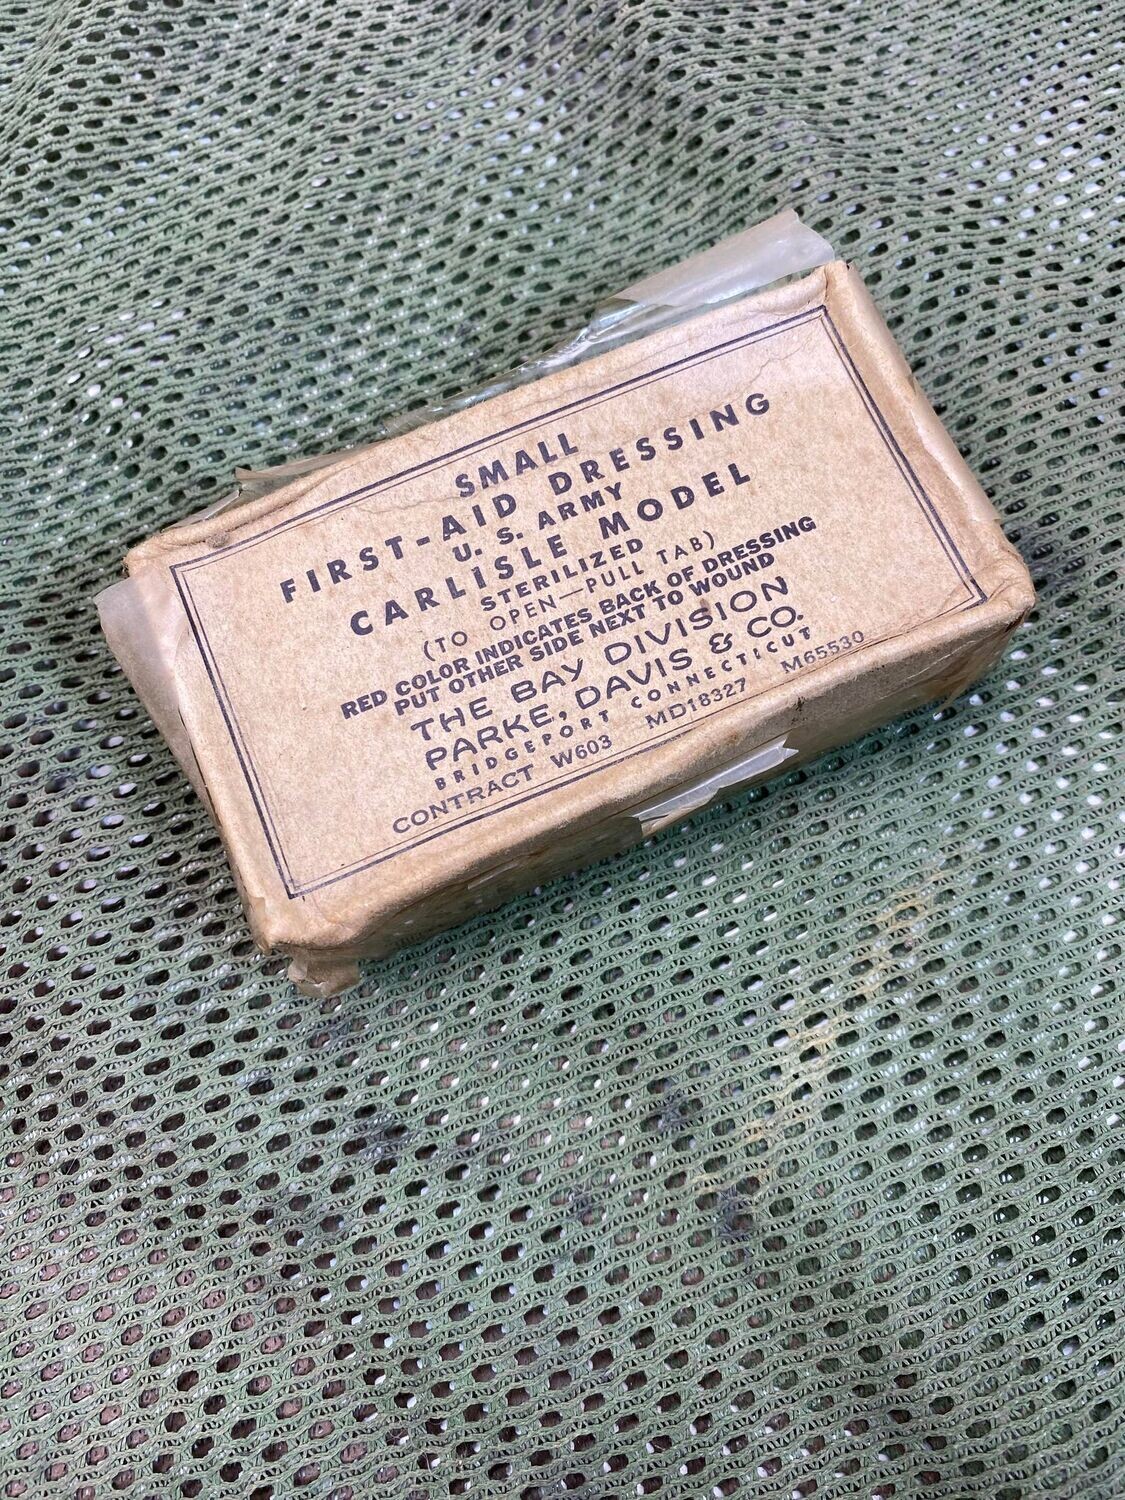 SMALL
FIRST-AID DRESSING
U. S. ARMY
CARLISLE MODEL
STERILIZED
(TO OPEN—PULL TAB)
RED COLOR INDICATES BACK OF DRESSING
PUT OTHER SIDE NEXT TO WOUND
THE BAY DIVISION
PARKE, DAVIS & CO.
BRIDGEPORT CONNECTICUT
CONTRACT W603 MD18327 M65530